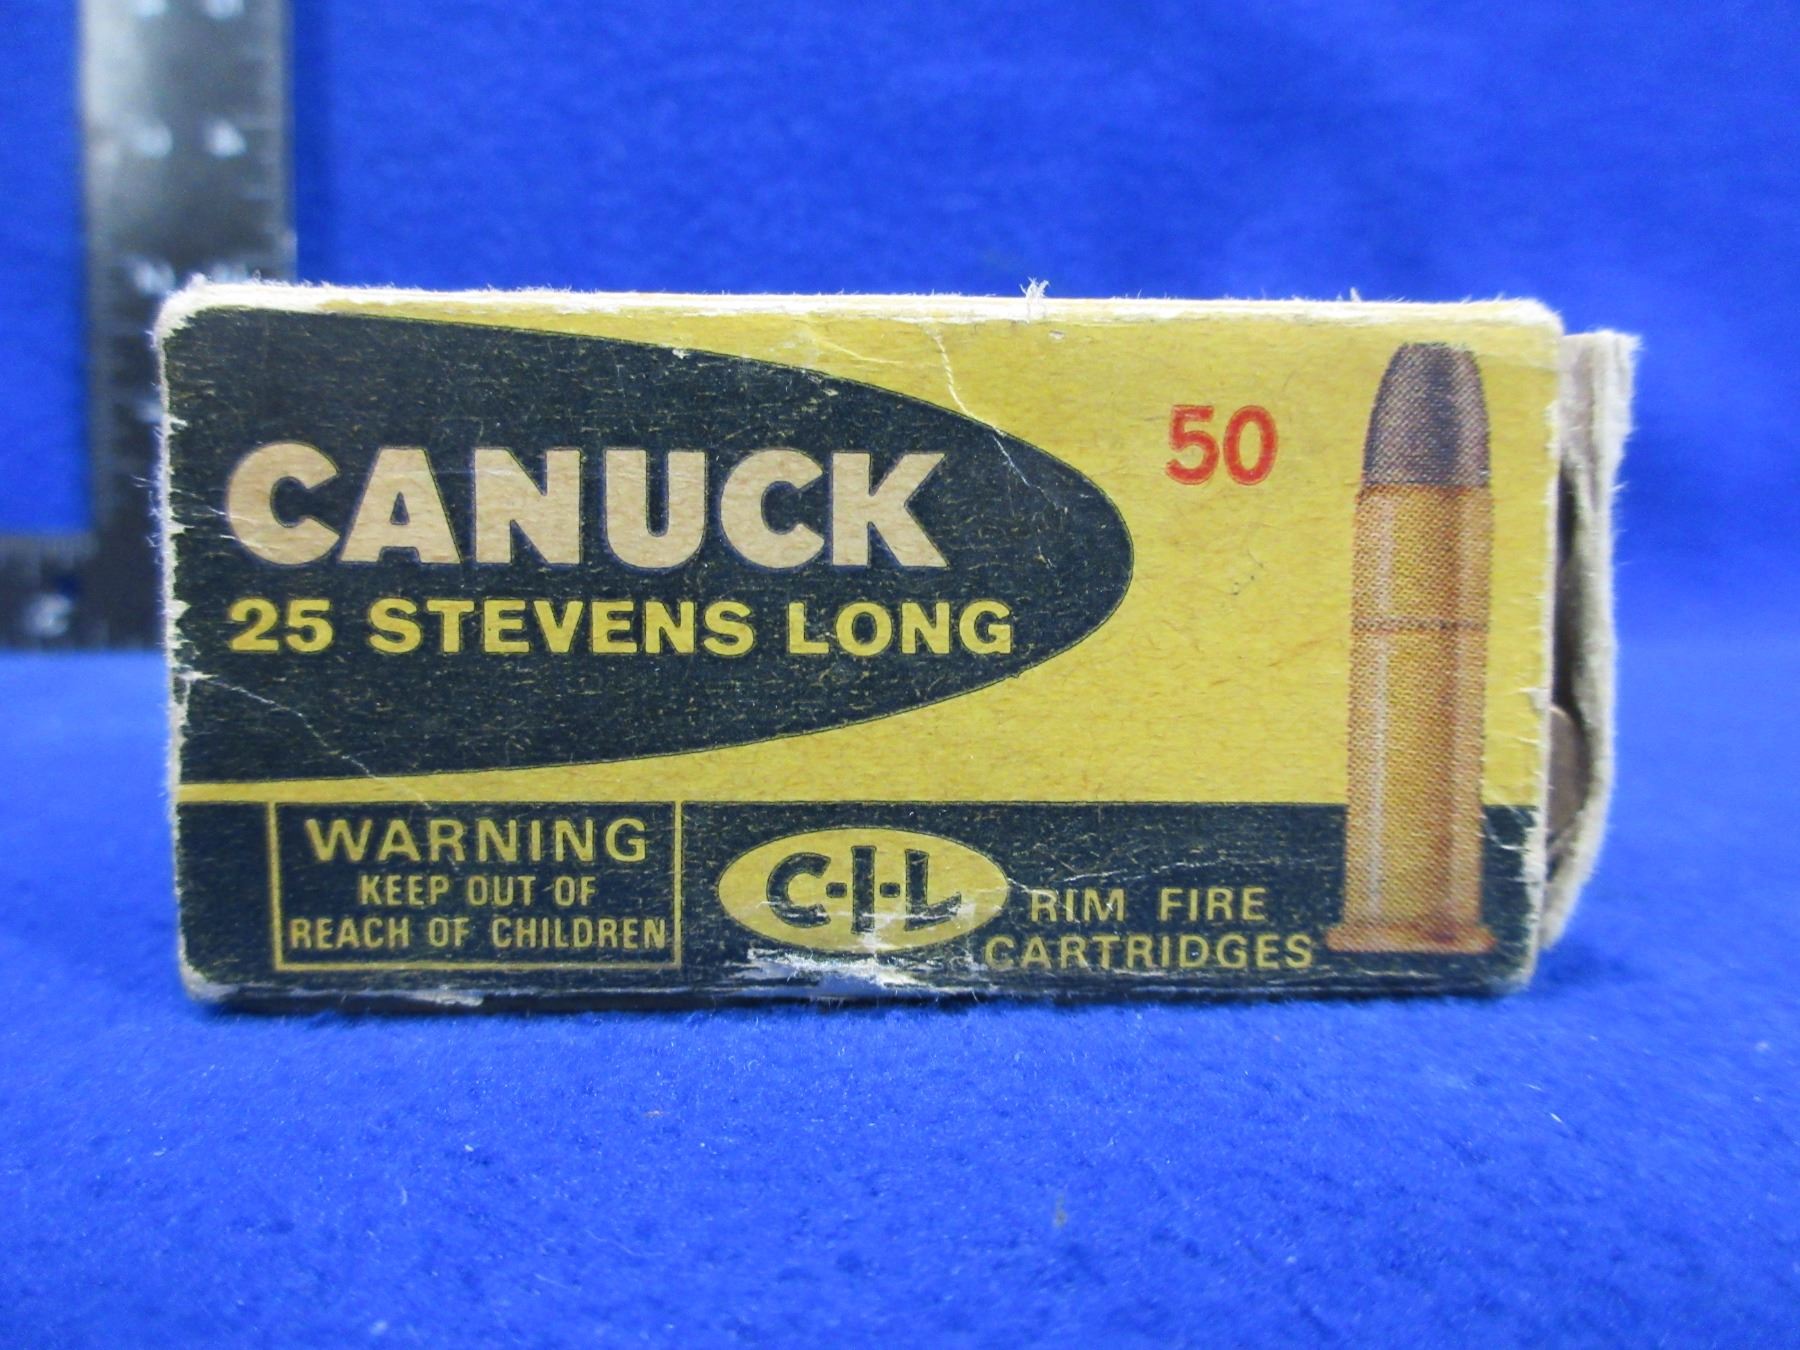 CANUCK
25 STEVENS LONG
50
WARNING
KEEP OUT OF
REACH OF CHILDREN
C-I-L
RIM FIRE
CARTRIDGES